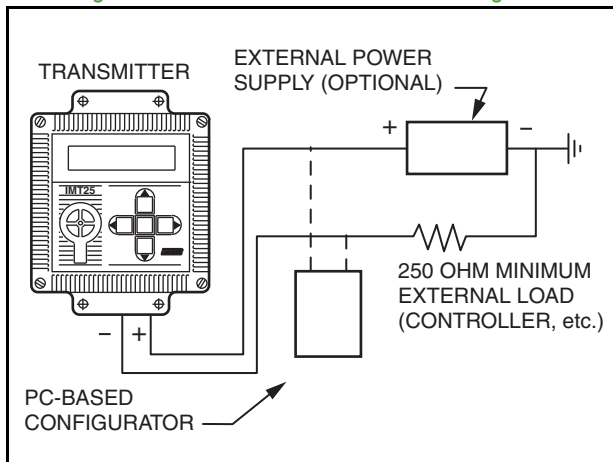 TRANSMITTER
EXTERNAL POWER
SUPPLY (OPTIONAL)
+
−
IMT25
250 OHM MINIMUM
EXTERNAL LOAD
(CONTROLLER, etc.)
− +
PC-BASED
CONFIGURATOR